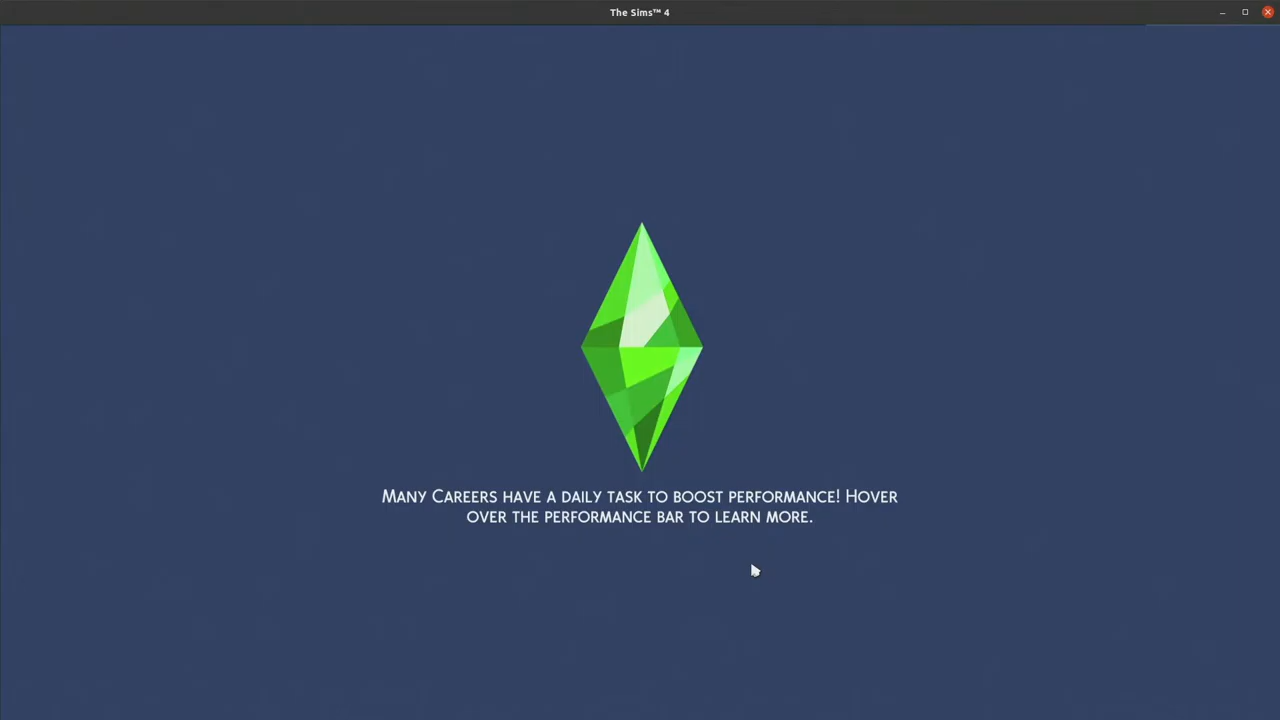 The Sims™ 4
Many Careers have a daily task to boost performance! Hover
over the performance bar to learn more.